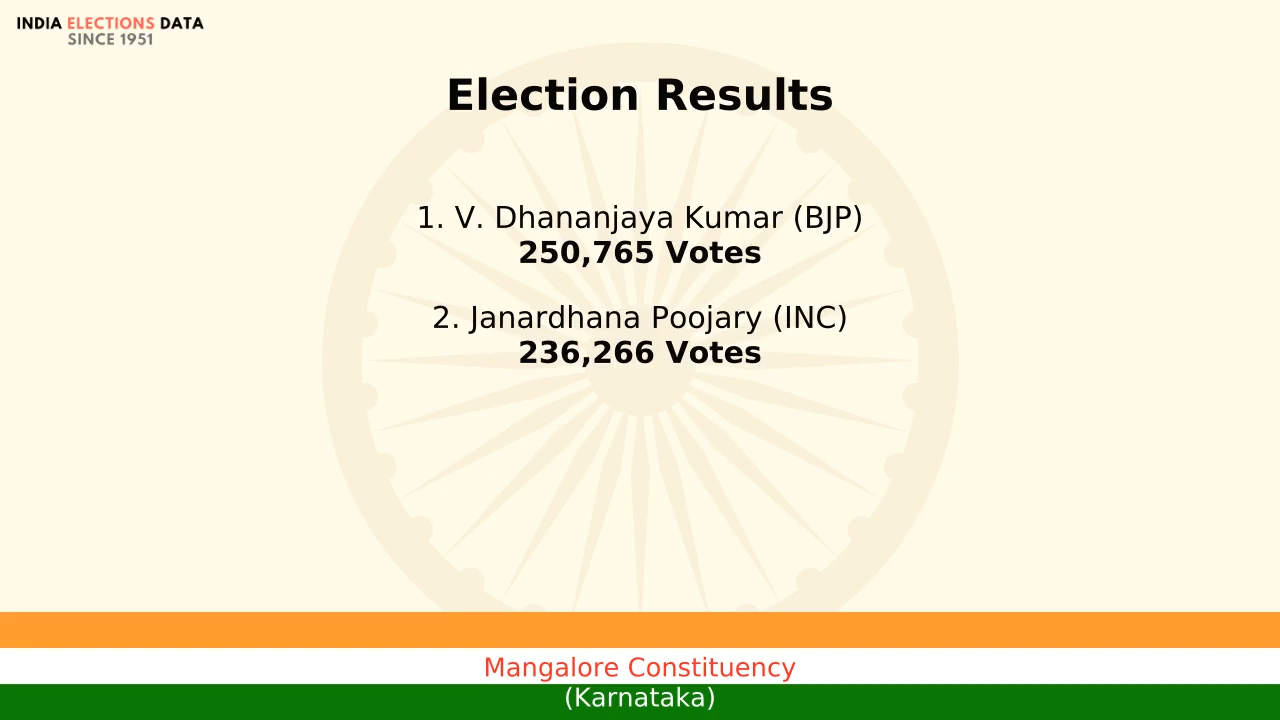 INDIA ELECTIONS DATA
SINCE 1951
Election Results
1. V. Dhananjaya Kumar (BJP)
250,765 Votes
2. Janardhana Poojary (INC)
236,266 Votes
Mangalore Constituency
(Karnataka)